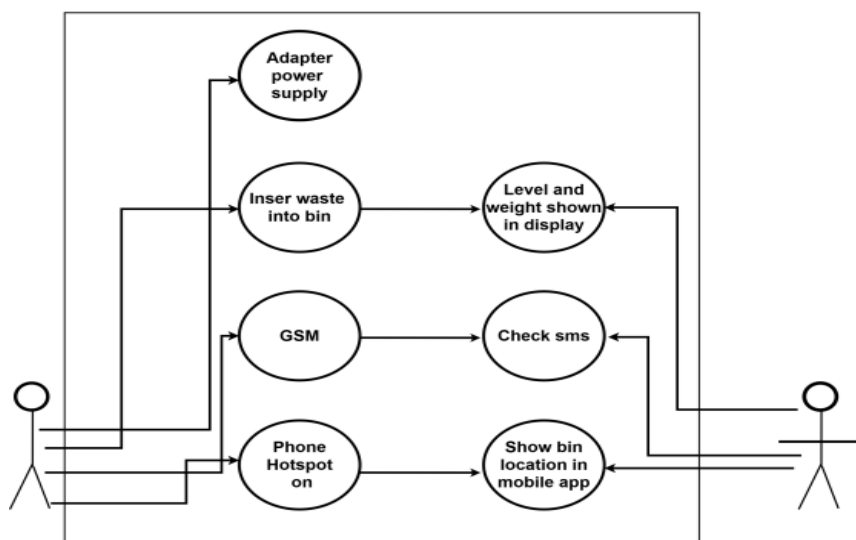 Adapter
power
supply
Inser waste
into bin
Level and
weight shown
in display
GSM
Check sms
Phone
Hotspot
on
Show bin
location in
mobile app